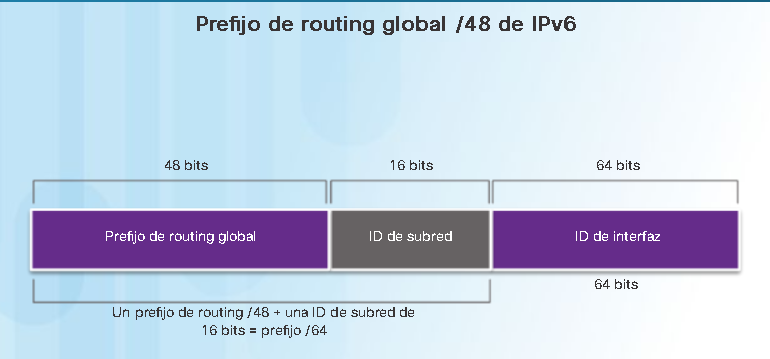 Prefijo de routing global /48 de IPv6
48 bits
16 bits
64 bits
Prefijo de routing global
ID de subred
ID de interfaz
64 bits
Un prefijo de routing /48 + una ID de subred de
16 bits = prefijo /64